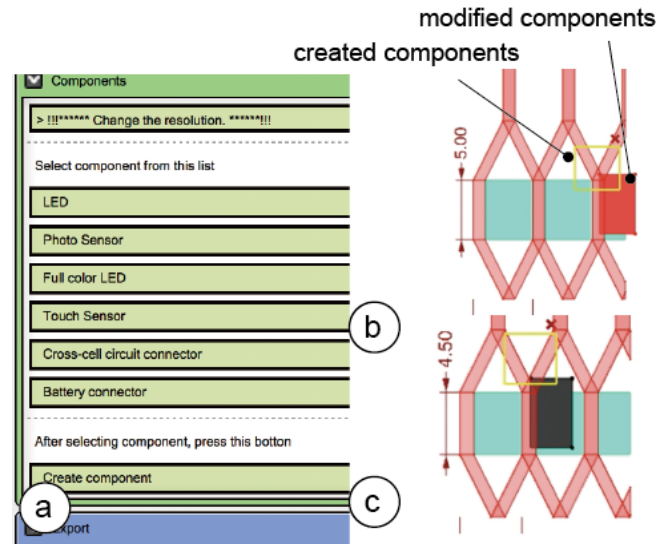 modified components
created components
Components
> !!!****** Change the resolution. ******!!!
Select component from this list
LED
Photo Sensor
Full color LED
Touch Sensor
Cross-cell circuit connector
Battery connector
After selecting component, press this botton
Create component
a
Export
b
c
5.00
4.50